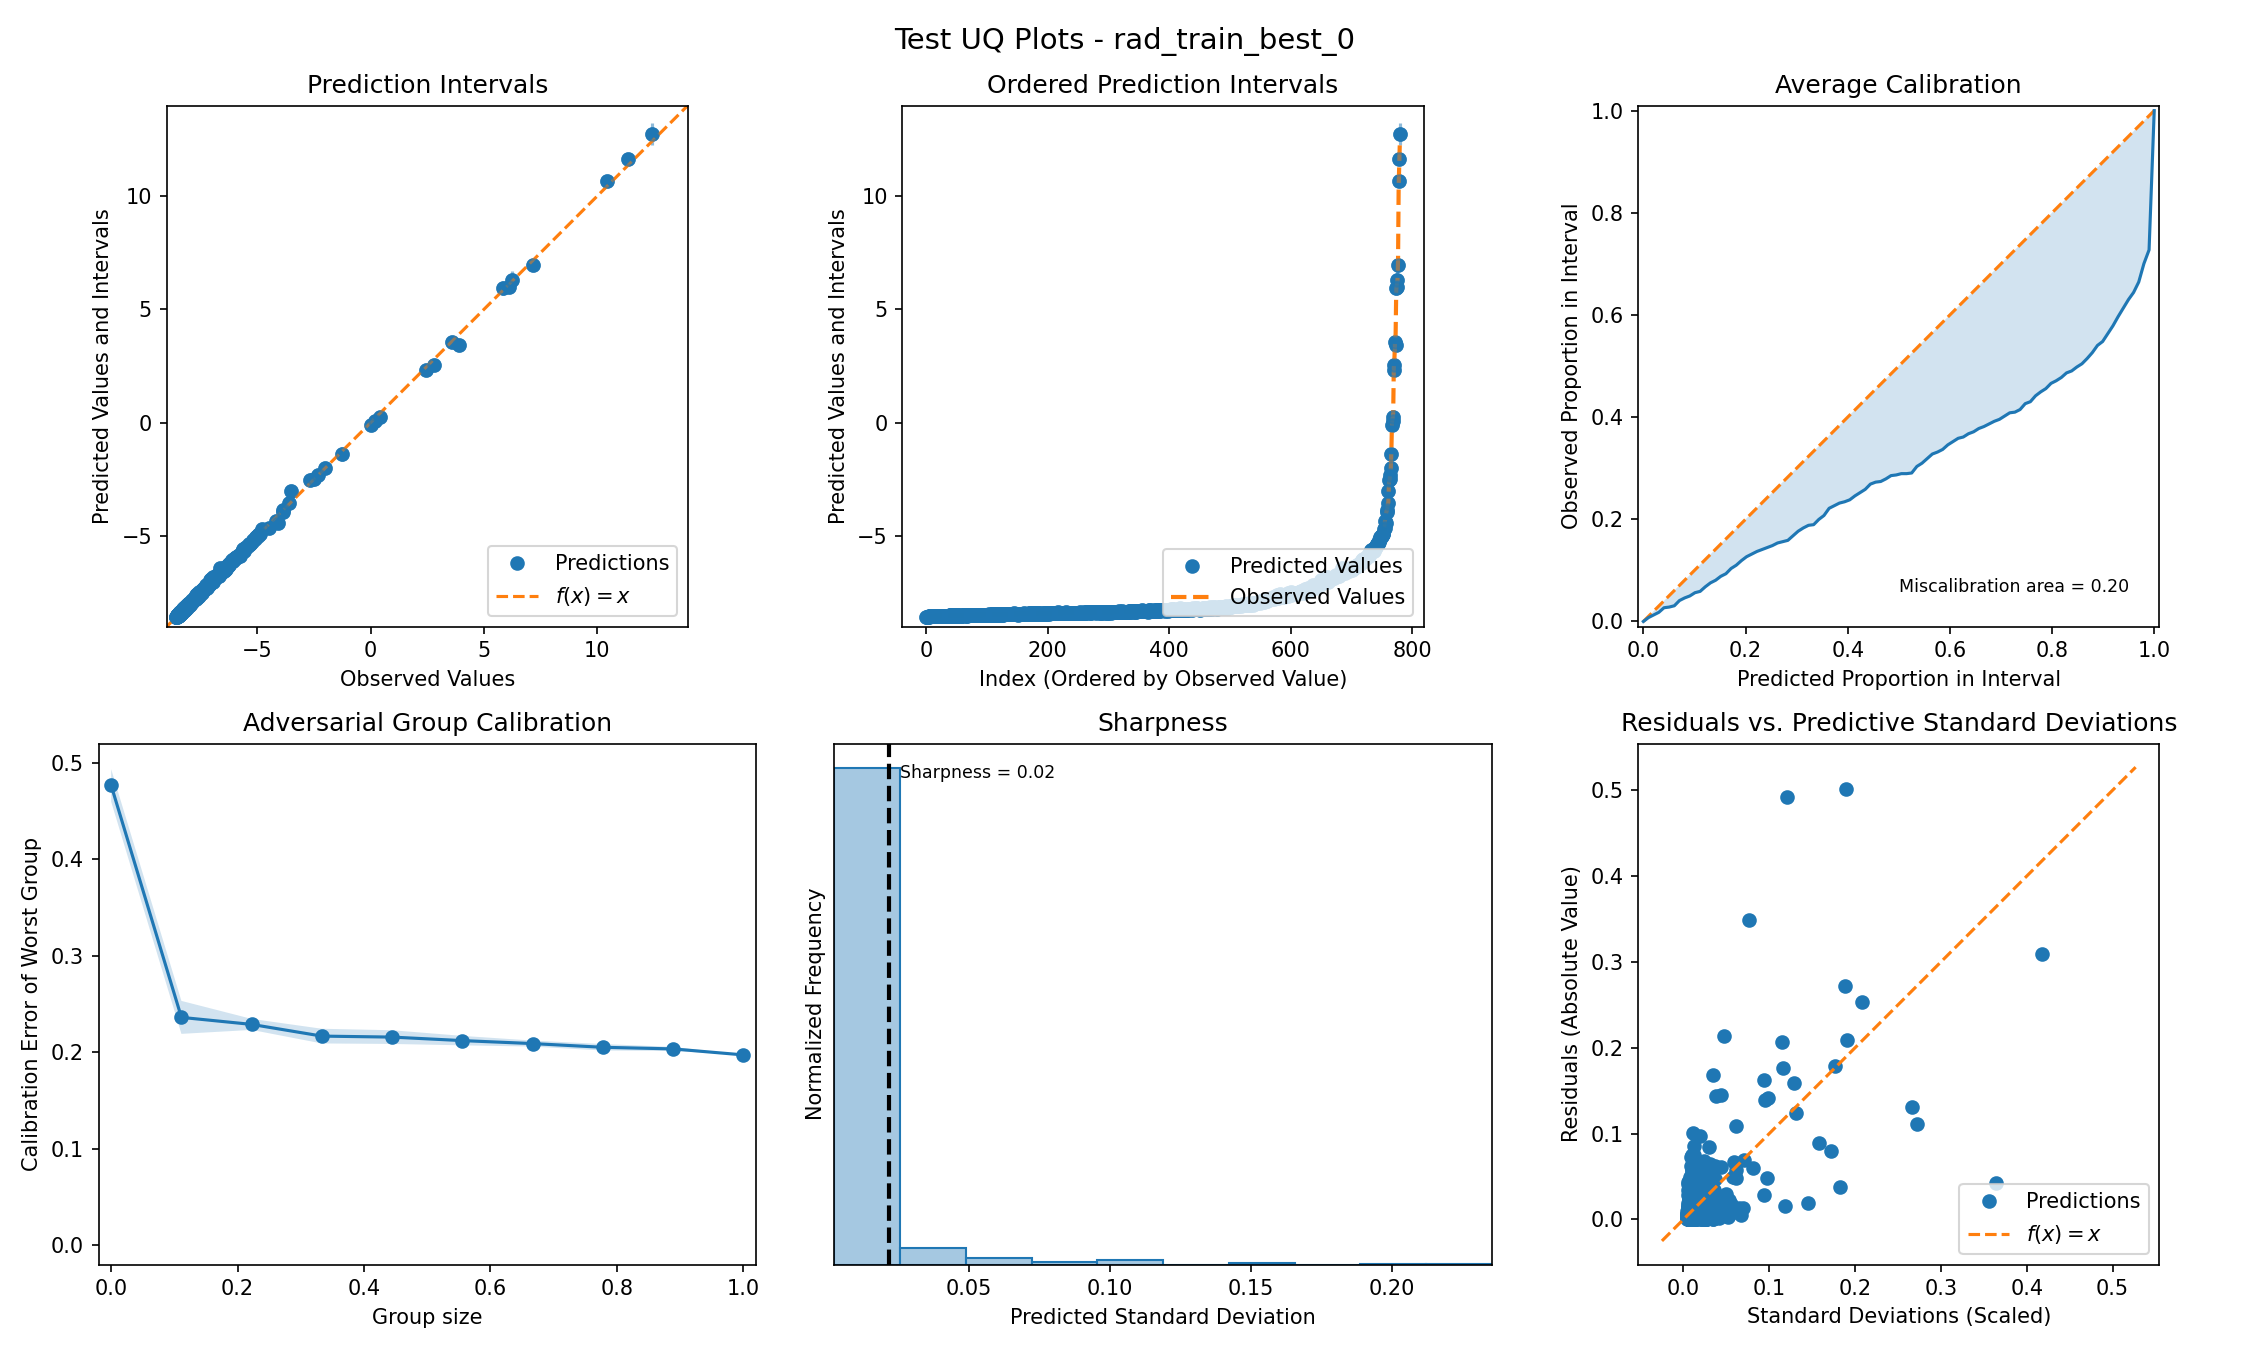 Test UQ Plots - rad_train_best_0
Prediction Intervals
Predicted Values and Intervals
10
5
0
−5
−5
0
5
10
Observed Values
Predictions
f(x) = x
Ordered Prediction Intervals
Predicted Values and Intervals
10
5
0
−5
0
200
400
600
800
Index (Ordered by Observed Value)
Predicted Values
Observed Values
Average Calibration
Observed Proportion in Interval
1.0
0.8
0.6
0.4
0.2
0.0
0.0
0.2
0.4
0.6
0.8
1.0
Predicted Proportion in Interval
Miscalibration area = 0.20
Adversarial Group Calibration
Calibration Error of Worst Group
0.5
0.4
0.3
0.2
0.1
0.0
0.0
0.2
0.4
0.6
0.8
1.0
Group size
Sharpness
Normalized Frequency
Sharpness = 0.02
0.05
0.10
0.15
0.20
Predicted Standard Deviation
Residuals vs. Predictive Standard Deviations
Residuals (Absolute Value)
0.5
0.4
0.3
0.2
0.1
0.0
0.0
0.1
0.2
0.3
0.4
0.5
Standard Deviations (Scaled)
Predictions
f(x) = x